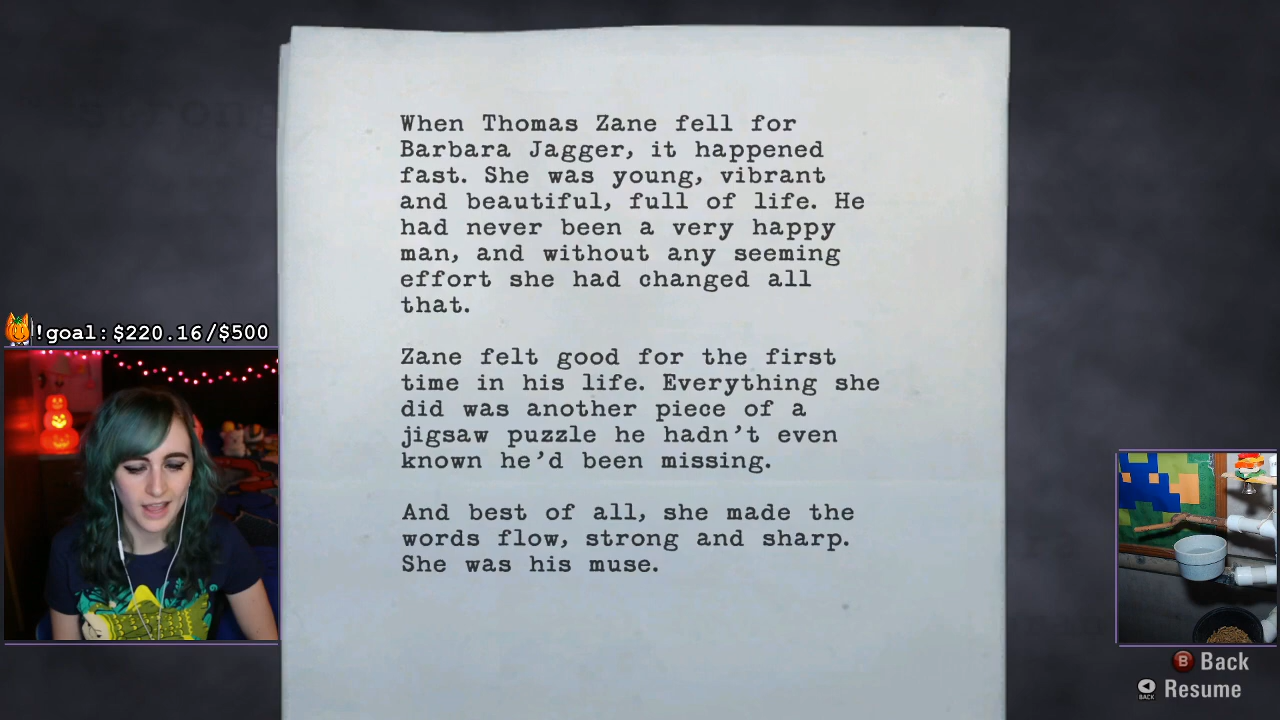 strong
When Thomas Zane fell for
Barbara Jagger, it happened
fast. She was young, vibrant
and beautiful, full of life. He
had never been a very happy
man, and without any seeming
effort she had changed all
that.
Zane felt good for the first
time in his life. Everything she
did was another piece of a
jigsaw puzzle he hadn't even
known he'd been missing.
And best of all, she made the
words flow, strong and sharp.
She was his muse.
!goal: $220.16/$500
B Back
BACK Resume